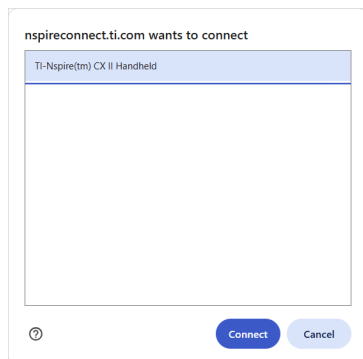 nspireconnect.ti.com wants to connect
TI-Nspire(tm) CX II Handheld
Connect Cancel